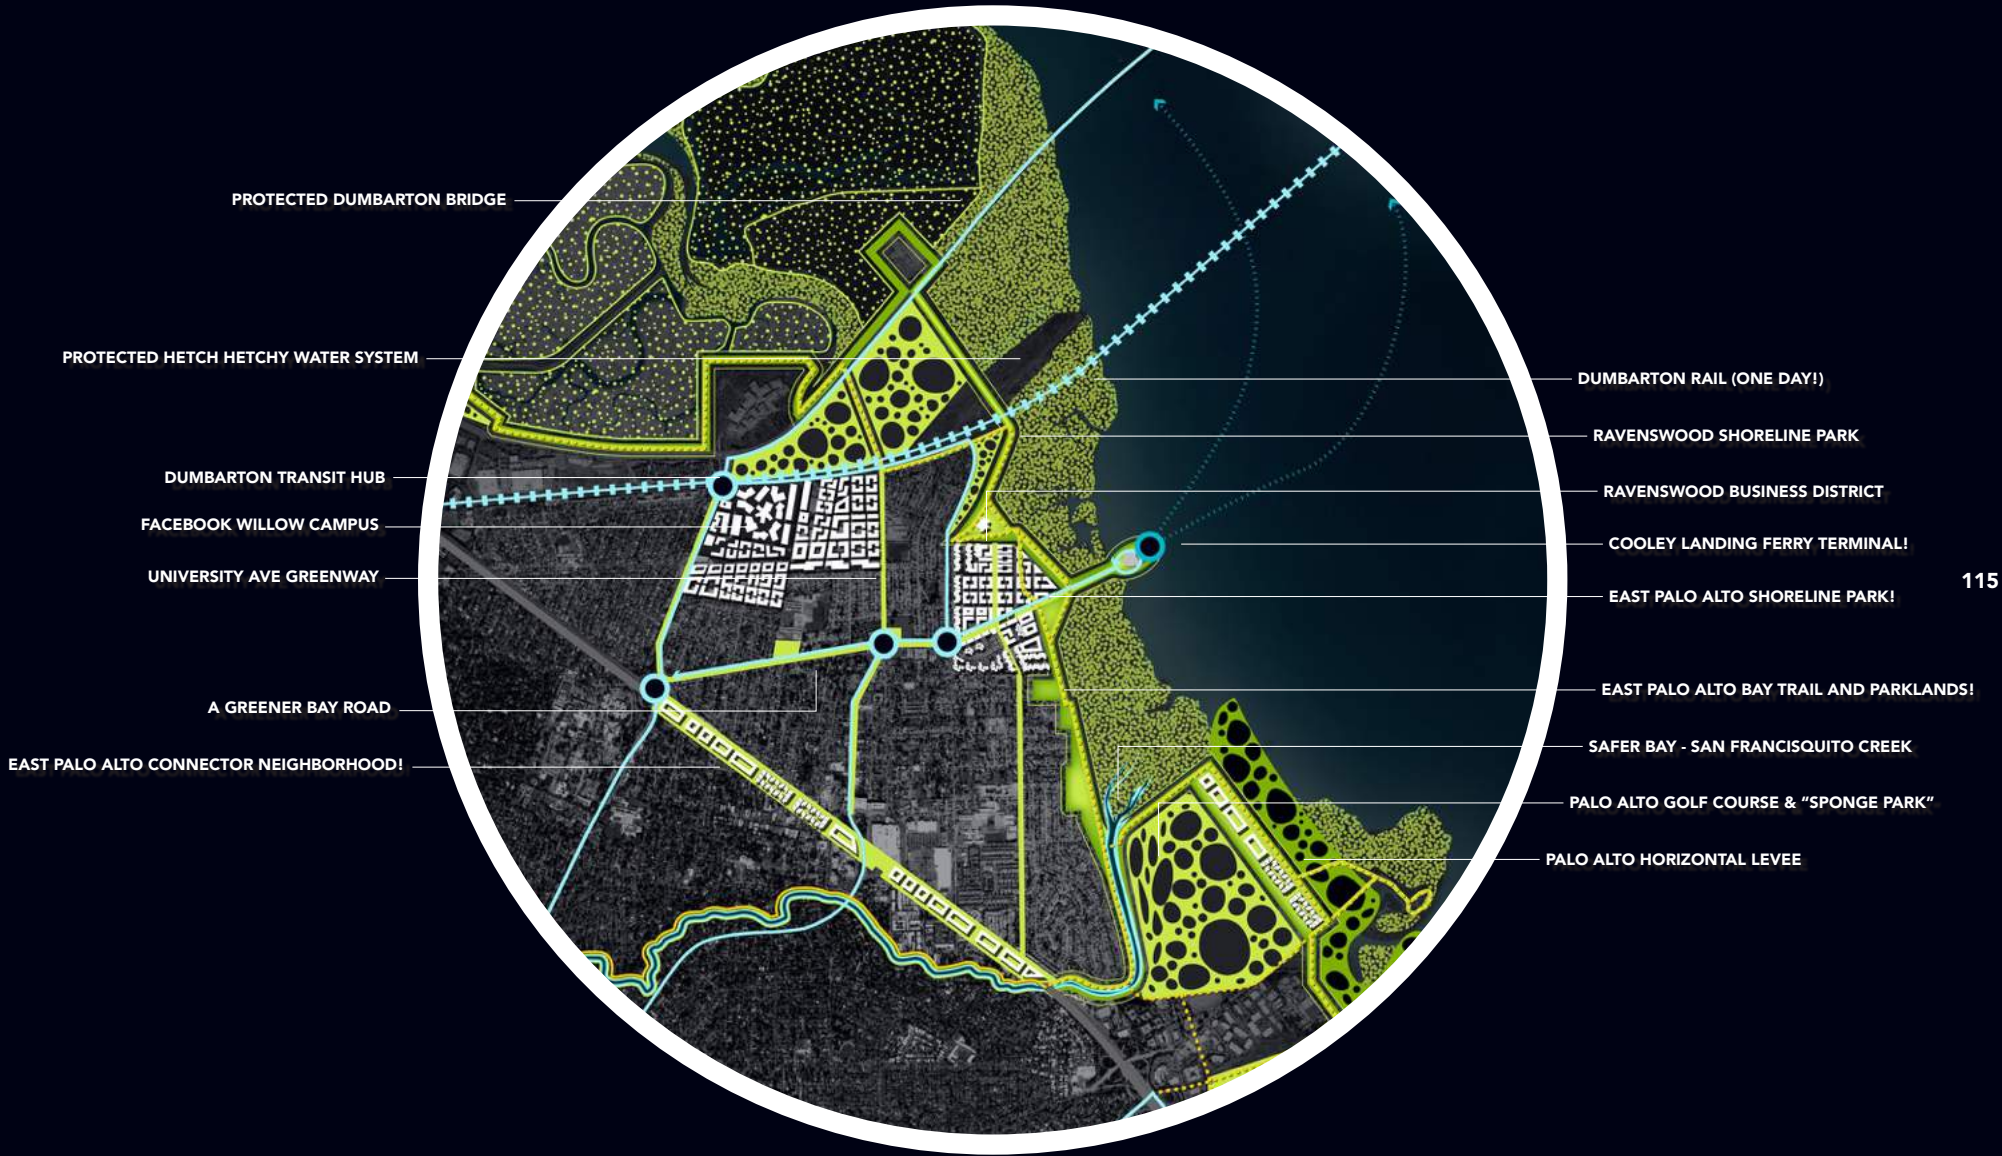 PROTECTED DUMBARTON BRIDGE
PROTECTED HETCH HETCHY WATER SYSTEM
DUMBARTON TRANSIT HUB
FACEBOOK WILLOW CAMPUS
UNIVERSITY AVE GREENWAY
A GREENER BAY ROAD
EAST PALO ALTO CONNECTOR NEIGHBORHOOD!
DUMBARTON RAIL (ONE DAY!)
RAVENSWOOD SHORELINE PARK
RAVENSWOOD BUSINESS DISTRICT
COOLEY LANDING FERRY TERMINAL!
EAST PALO ALTO SHORELINE PARK!
EAST PALO ALTO BAY TRAIL AND PARKLANDS!
SAFER BAY - SAN FRANCISQUITO CREEK
PALO ALTO GOLF COURSE & “SPONGE PARK”
PALO ALTO HORIZONTAL LEVEE
115